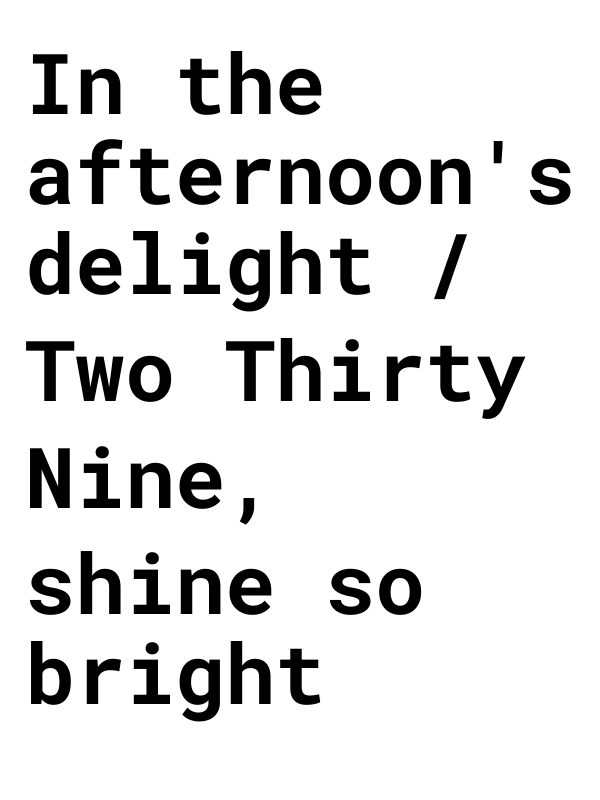 In the
afternoon's
delight /
Two Thirty
Nine,
shine so
bright